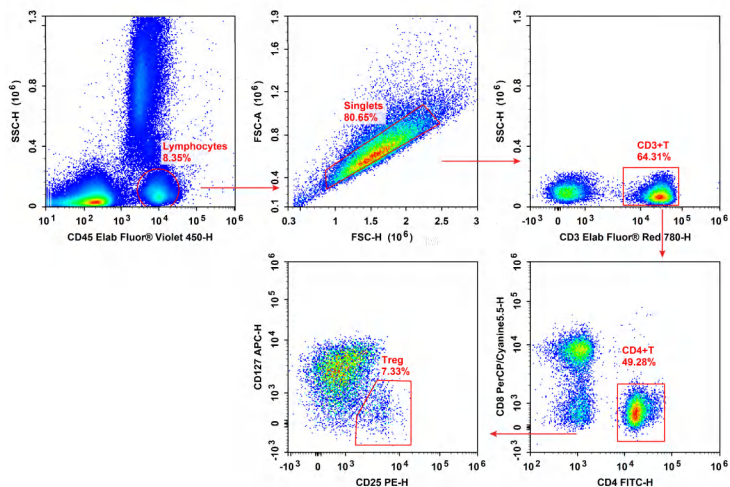 1.3
0.8
0.4
0
SSC-H (10⁶)
Lymphocytes
8.35%
10¹ 10² 10³ 10⁴ 10⁵ 10⁶
CD45 Elab Fluor® Violet 450-H
1.9
1.6
1.2
0.8
0.4
0.1
FSC-A (10⁶)
Singlets
80.65%
0.3 1 1.5 2 2.5 3
FSC-H (10⁶)
1.3
0.8
0.4
0
SSC-H (10⁶)
CD3+T
64.31%
-10³ 0 10³ 10⁴ 10⁵ 10⁶
CD3 Elab Fluor® Red 780-H
10⁶
10⁵
10⁴
10³
0
-10³
CD127 APC-H
Treg
7.33%
-10³ 0 10³ 10⁴ 10⁵ 10⁶
CD25 PE-H
10⁶
10⁵
10⁴
10³
0
-10³
CD8 PerCP/Cyanine5.5-H
CD4+T
49.28%
10² 10³ 10⁴ 10⁵ 10⁶
CD4 FITC-H